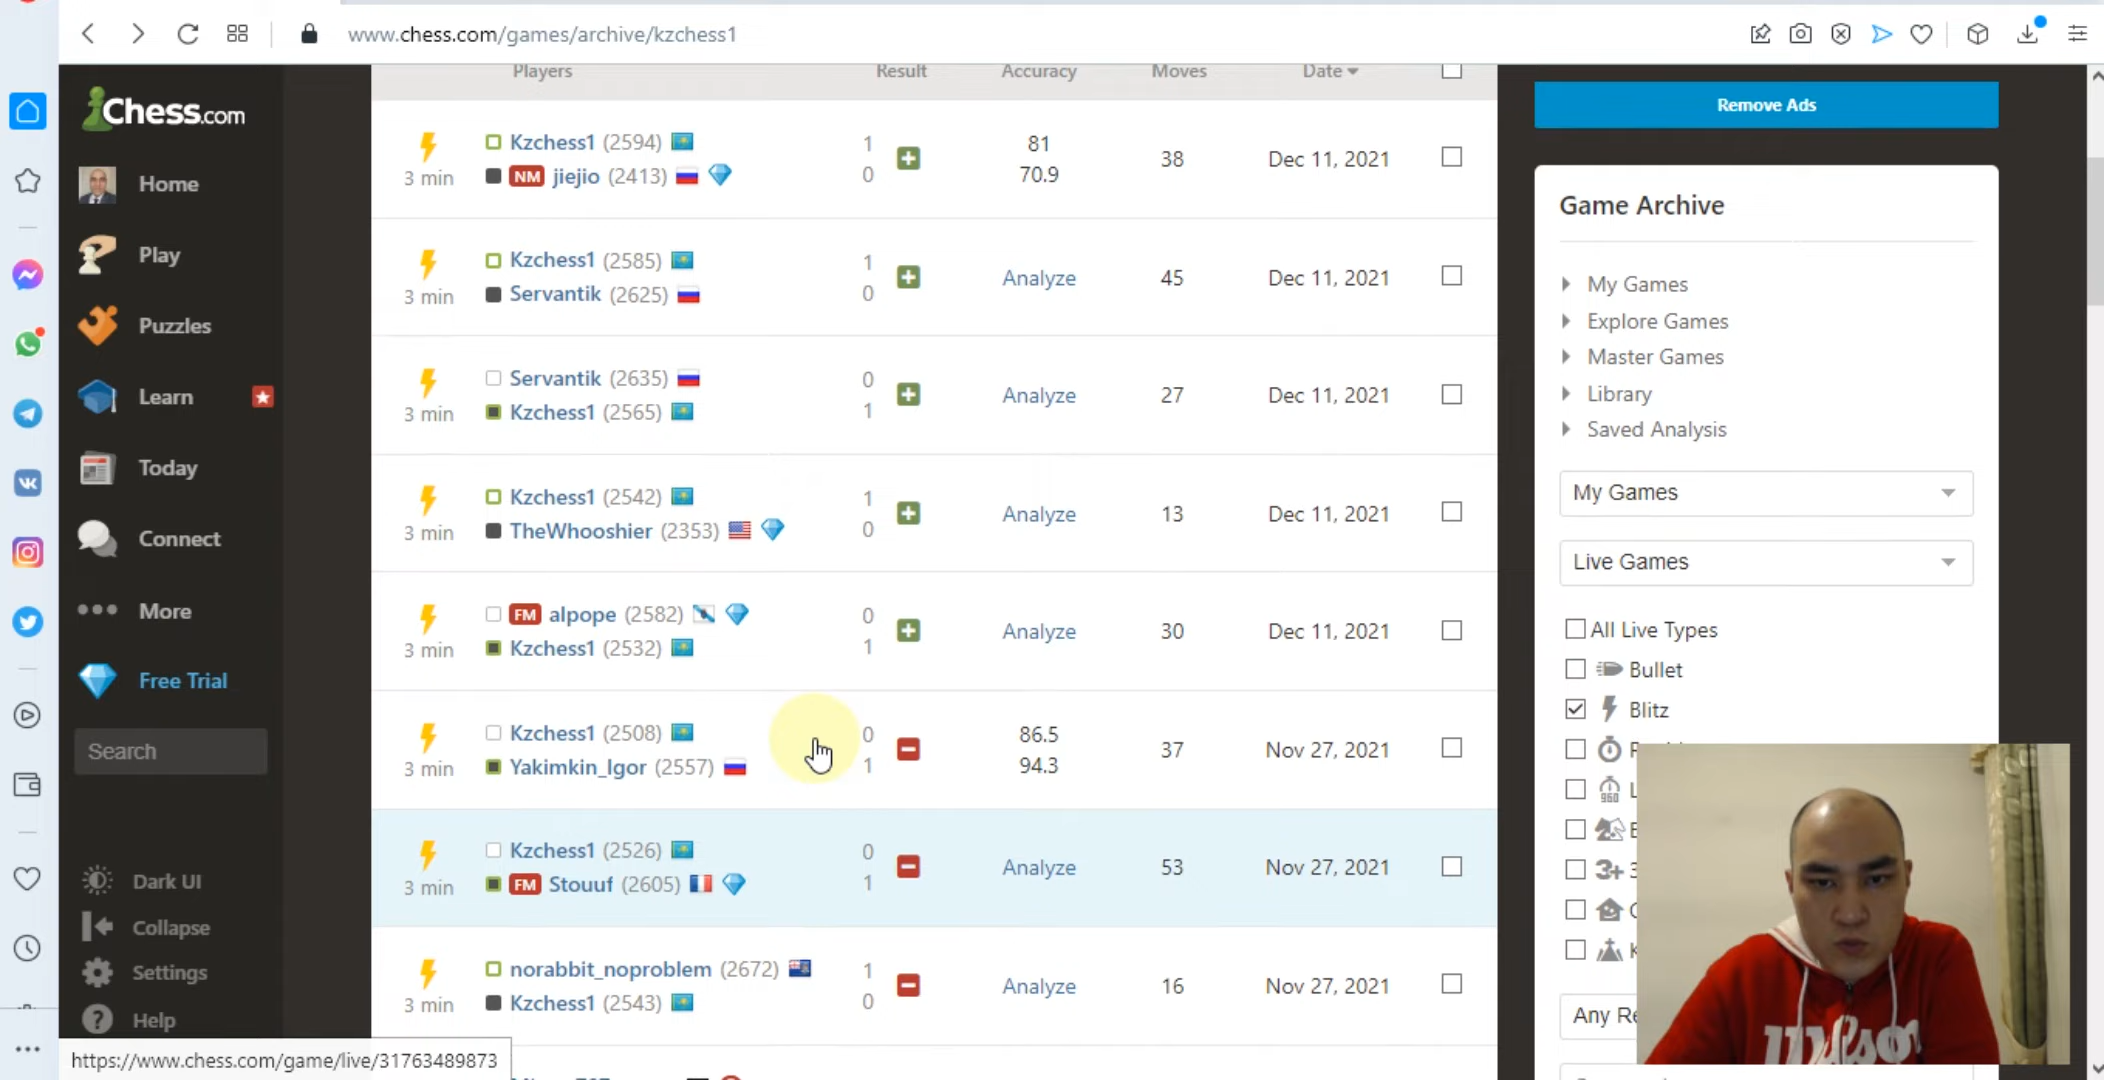 www.chess.com/games/archive/kzchess1
Chess.com
Home
Play
Puzzles
Learn
Today
Connect
More
Free Trial
Search
Dark UI
Collapse
Settings
Help
https://www.chess.com/game/live/31763489873
Players Result Accuracy Moves Date
Kzchess1 (2594) 1 81
3 min NM jiejio (2413) 0 70.9 38 Dec 11, 2021
Kzchess1 (2585) 1
3 min Servantik (2625) 0 Analyze 45 Dec 11, 2021
Servantik (2635) 0
3 min Kzchess1 (2565) 1 Analyze 27 Dec 11, 2021
Kzchess1 (2542) 1
3 min TheWhooshier (2353) 0 Analyze 13 Dec 11, 2021
FM alpope (2582) 0
3 min Kzchess1 (2532) 1 Analyze 30 Dec 11, 2021
Kzchess1 (2508) 0 86.5
3 min Yakimkin_Igor (2557) 1 94.3 37 Nov 27, 2021
Kzchess1 (2526) 0
3 min FM Stouuf (2605) 1 Analyze 53 Nov 27, 2021
norabbit_noproblem (2672) 1
3 min Kzchess1 (2543) 0 Analyze 16 Nov 27, 2021
Remove Ads
Game Archive
My Games
Explore Games
Master Games
Library
Saved Analysis
My Games
Live Games
All Live Types
Bullet
Blitz
960
3+ 3
Any Re